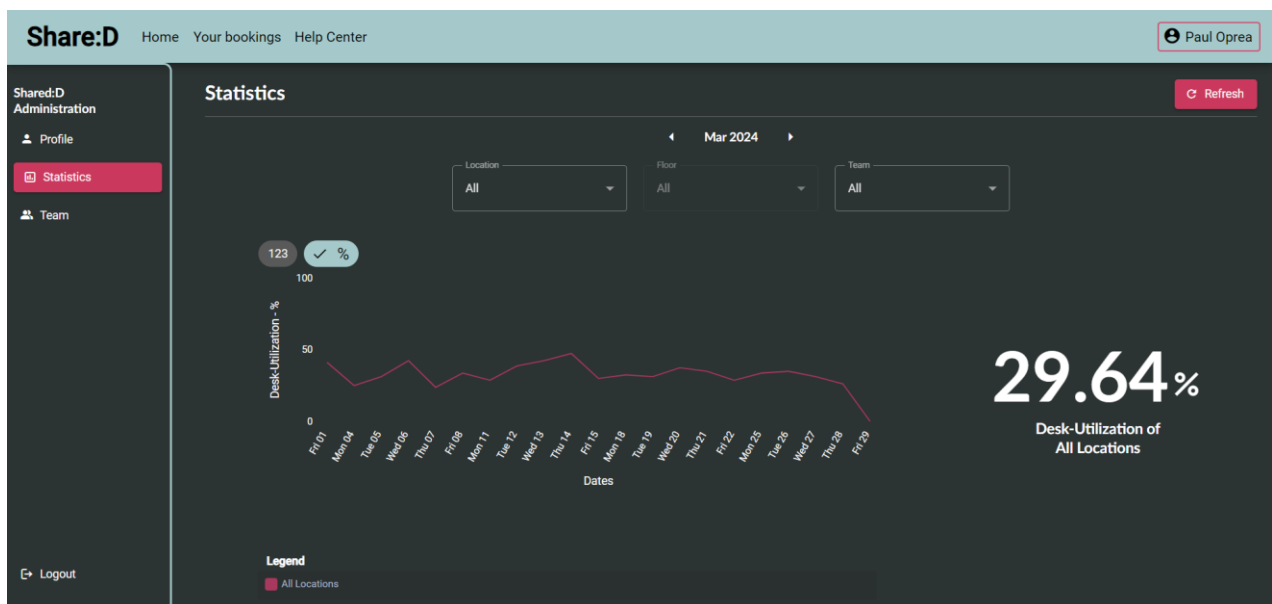 Share:D Home Your bookings Help Center Paul Oprea
Shared:D
Administration
Profile
Statistics
Team
Logout
Statistics
Refresh
Mar 2024
Location
All
Floor
All
Team
All
123 %
100
50
0
Desk-Utilization - %
Fri 01
Mon 04
Tue 05
Wed 06
Thu 07
Fri 08
Mon 11
Tue 12
Wed 13
Thu 14
Fri 15
Mon 18
Tue 19
Wed 20
Thu 21
Fri 22
Mon 25
Tue 26
Wed 27
Thu 28
Fri 29
Dates
29.64%
Desk-Utilization of
All Locations
Legend
All Locations